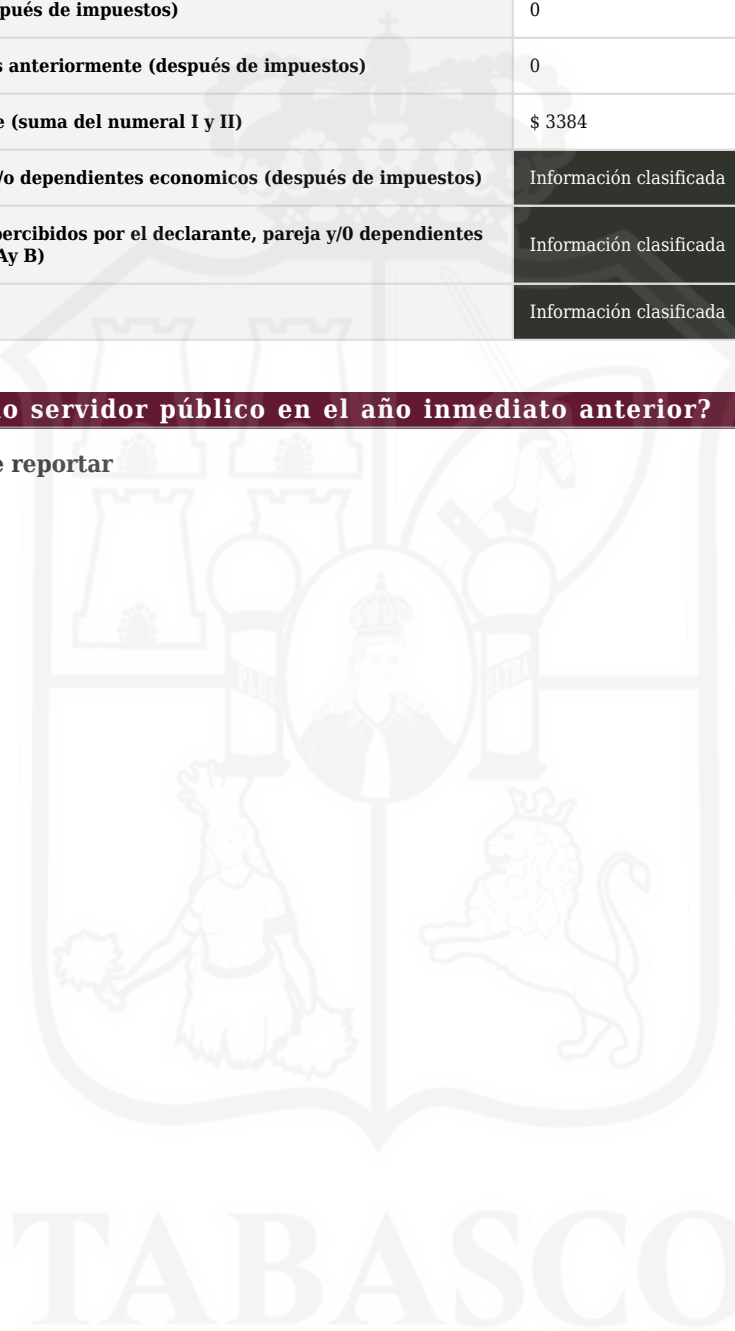 pués de impuestos) 0
s anteriormente (después de impuestos) 0
e (suma del numeral I y II) $ 3384
/o dependientes economicos (después de impuestos) Información clasificada
percibidos por el declarante, pareja y/0 dependientes
Ay B) Información clasificada
Información clasificada
o servidor público en el año inmediato anterior?
e reportar
PLUS ULTRA
TABASCO